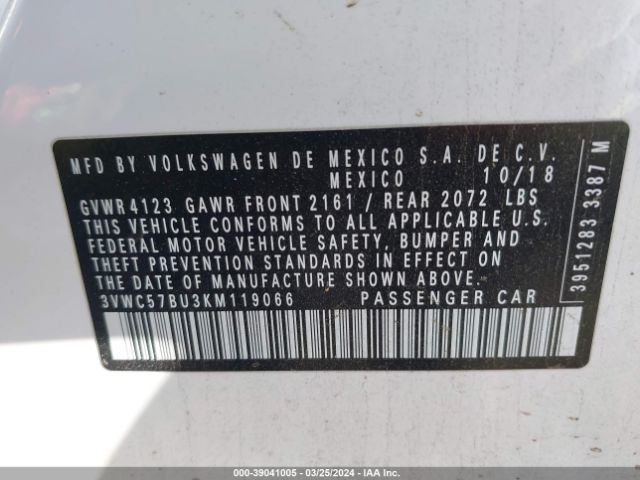 MFD BY VOLKSWAGEN DE MEXICO S.A. DE C.V.
MEXICO 10/18
GVWR 4123 GAWR FRONT 2161 / REAR 2072 LBS
THIS VEHICLE CONFORMS TO ALL APPLICABLE U.S.
FEDERAL MOTOR VEHICLE SAFETY, BUMPER AND
THEFT PREVENTION STANDARDS IN EFFECT ON
THE DATE OF MANUFACTURE SHOWN ABOVE.
3VWC57BU3KM119066 PASSENGER CAR
3951283 3387 M
000-39041005 - 03/25/2024 - IAA Inc.